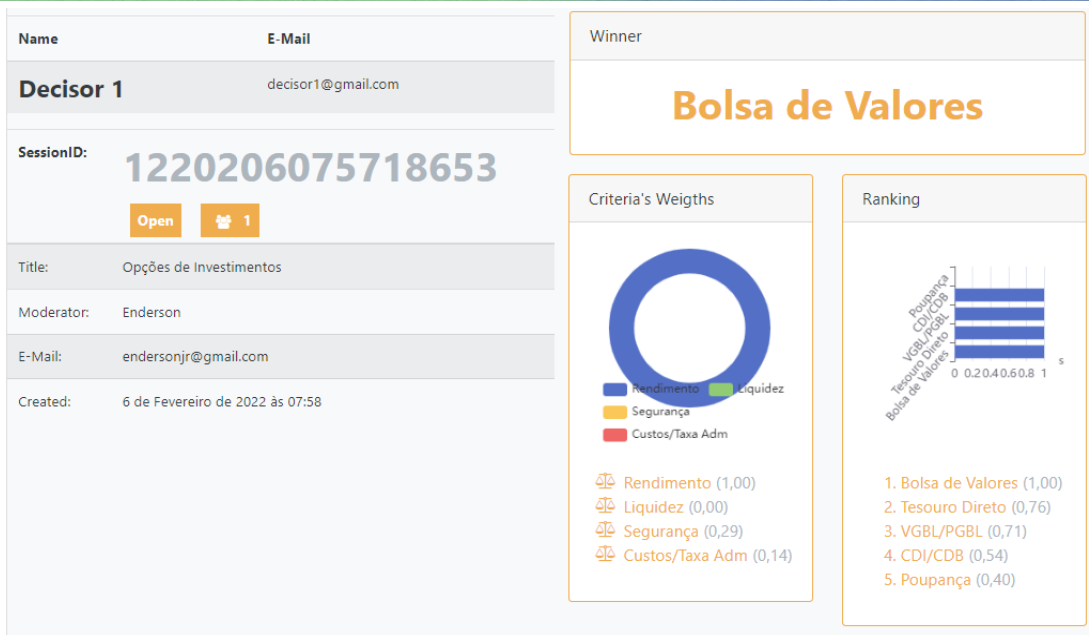 Name E-Mail
Decisor 1 decisor1@gmail.com
SessionID: 1220206075718653
Open 1
Title: Opções de Investimentos
Moderator: Enderson
E-Mail: endersonjr@gmail.com
Created: 6 de Fevereiro de 2022 às 07:58
Winner
Bolsa de Valores
Criteria's Weigths
Rendimento Liquidez
Segurança
Custos/Taxa Adm
Rendimento (1,00)
Liquidez (0,00)
Segurança (0,29)
Custos/Taxa Adm (0,14)
Ranking
Poupança
CDI/CDB
VGBL/PGBL
Tesouro Direto
Bolsa de Valores
s
0 0.2 0.4 0.6 0.8 1
1. Bolsa de Valores (1,00)
2. Tesouro Direto (0,76)
3. VGBL/PGBL (0,71)
4. CDI/CDB (0,54)
5. Poupança (0,40)